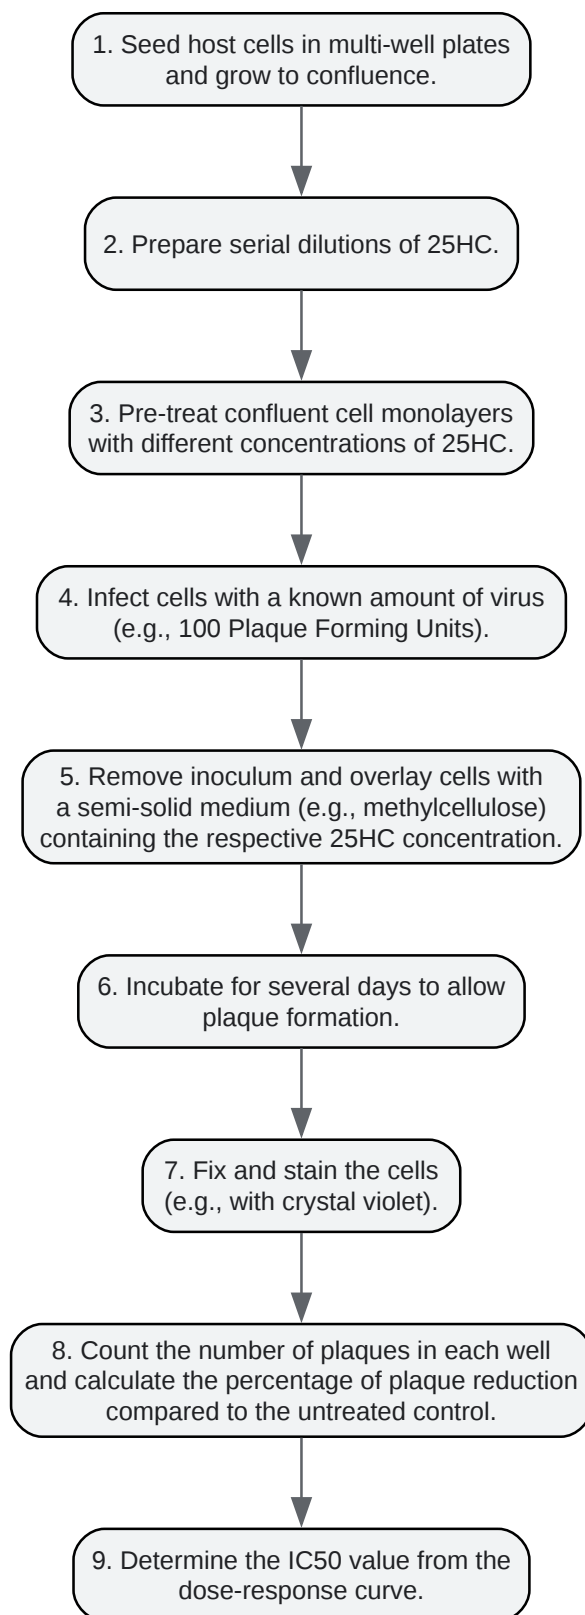 1. Seed host cells in multi-well plates
and grow to confluence.
2. Prepare serial dilutions of 25HC.
3. Pre-treat confluent cell monolayers
with different concentrations of 25HC.
4. Infect cells with a known amount of virus
(e.g., 100 Plaque Forming Units).
5. Remove inoculum and overlay cells with
a semi-solid medium (e.g., methylcellulose)
containing the respective 25HC concentration.
6. Incubate for several days to allow
plaque formation.
7. Fix and stain the cells
(e.g., with crystal violet).
8. Count the number of plaques in each well
and calculate the percentage of plaque reduction
compared to the untreated control.
9. Determine the IC50 value from the
dose-response curve.